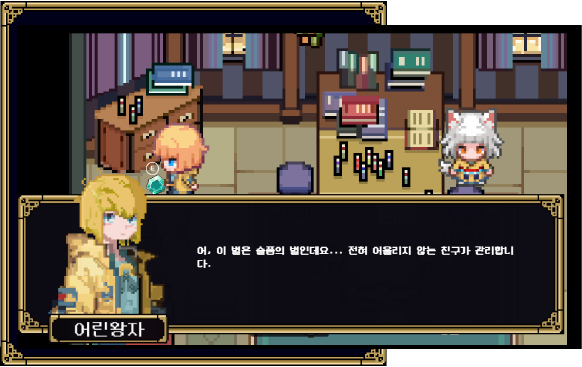 어, 이 별은 슬픔의 별인데요... 전혀 어울리지 않는 친구가 관리합니
다.
어린왕자